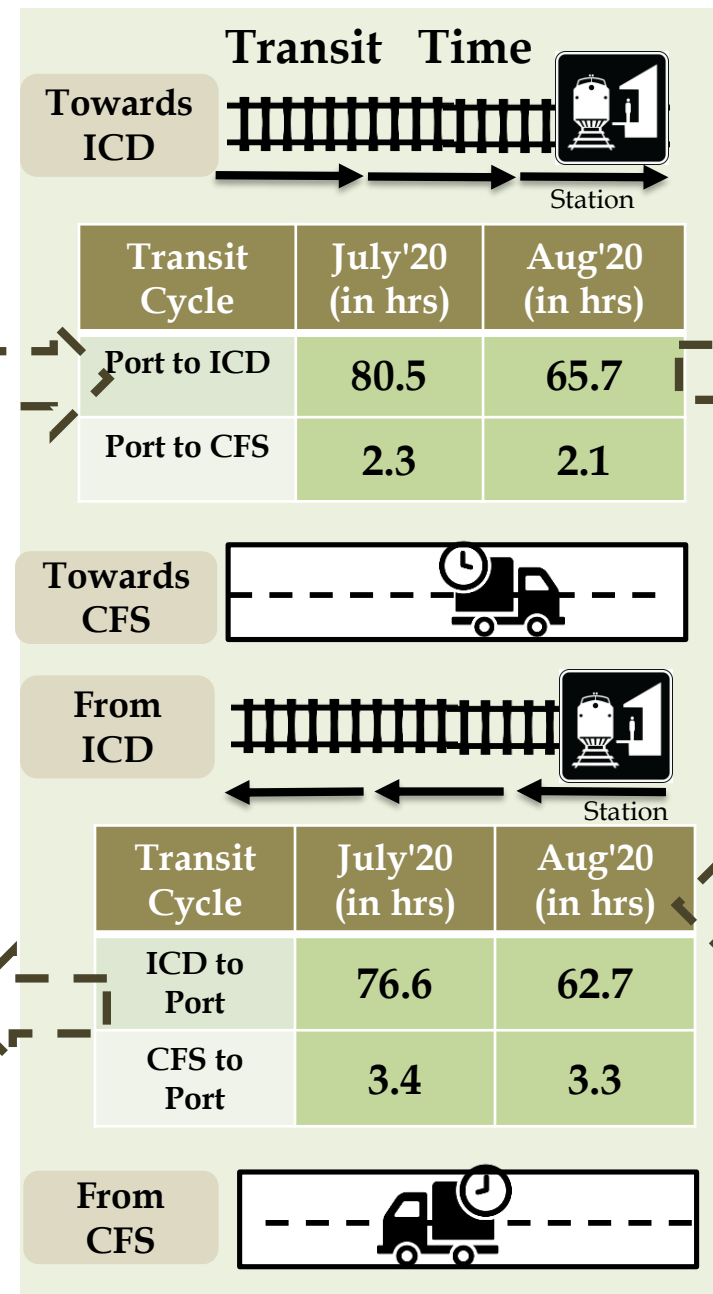 Transit Time
Towards
ICD
Station
Transit
Cycle
July'20
(in hrs)
Aug'20
(in hrs)
Port to ICD
80.5
65.7
Port to CFS
2.3
2.1
Towards
CFS
From
ICD
Station
Transit
Cycle
July'20
(in hrs)
Aug'20
(in hrs)
ICD to
Port
76.6
62.7
CFS to
Port
3.4
3.3
From
CFS